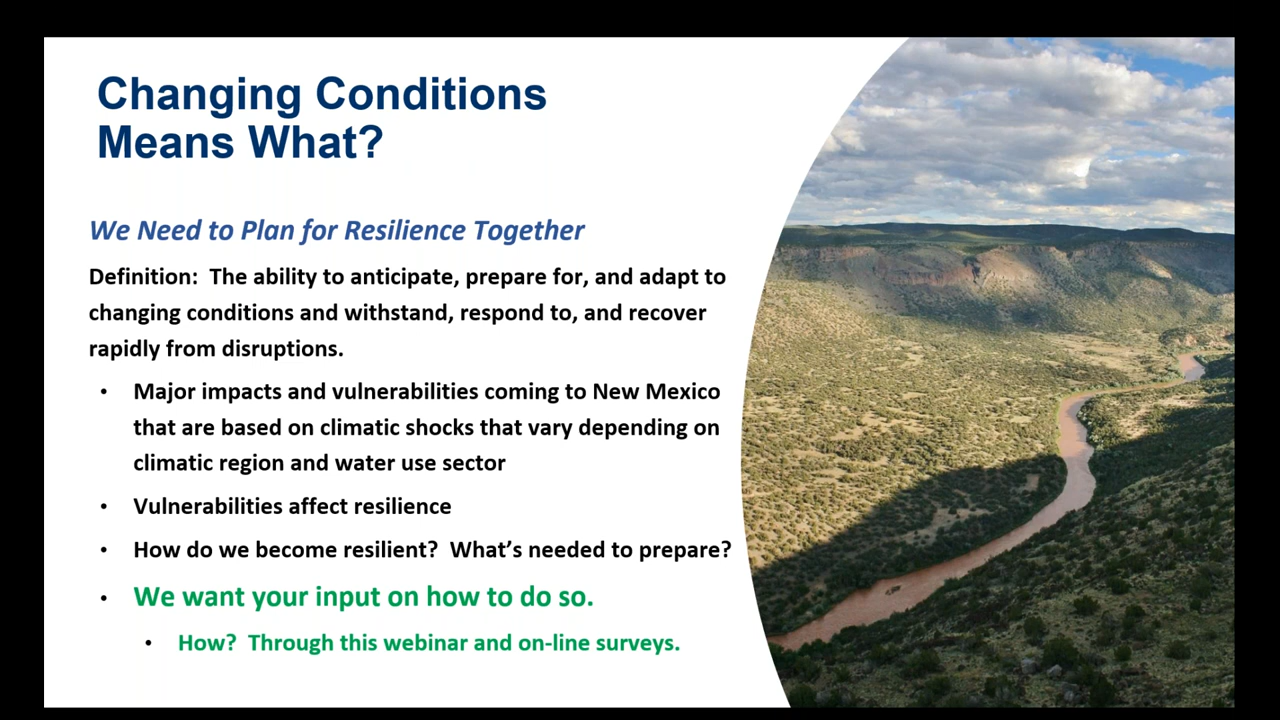 Changing Conditions
Means What?
We Need to Plan for Resilience Together
Definition:  The ability to anticipate, prepare for, and adapt to
changing conditions and withstand, respond to, and recover
rapidly from disruptions.
• Major impacts and vulnerabilities coming to New Mexico
that are based on climatic shocks that vary depending on
climatic region and water use sector
• Vulnerabilities affect resilience
• How do we become resilient?  What’s needed to prepare?
• We want your input on how to do so.
• How?  Through this webinar and on-line surveys.